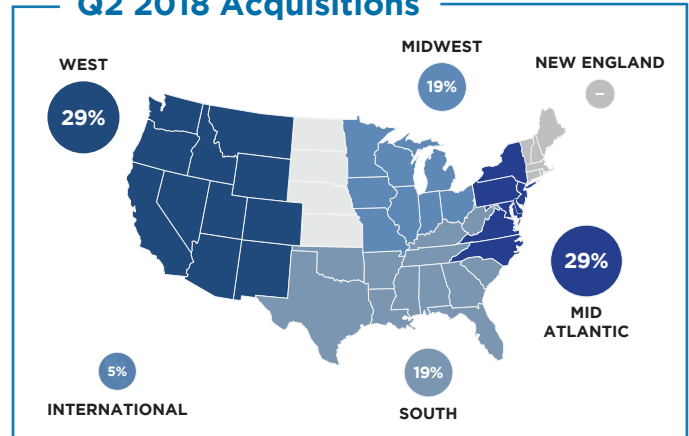 Q2 2018 Acquisitions
WEST
29%
MIDWEST
19%
NEW ENGLAND
--
29%
MID
ATLANTIC
5%
INTERNATIONAL
19%
SOUTH